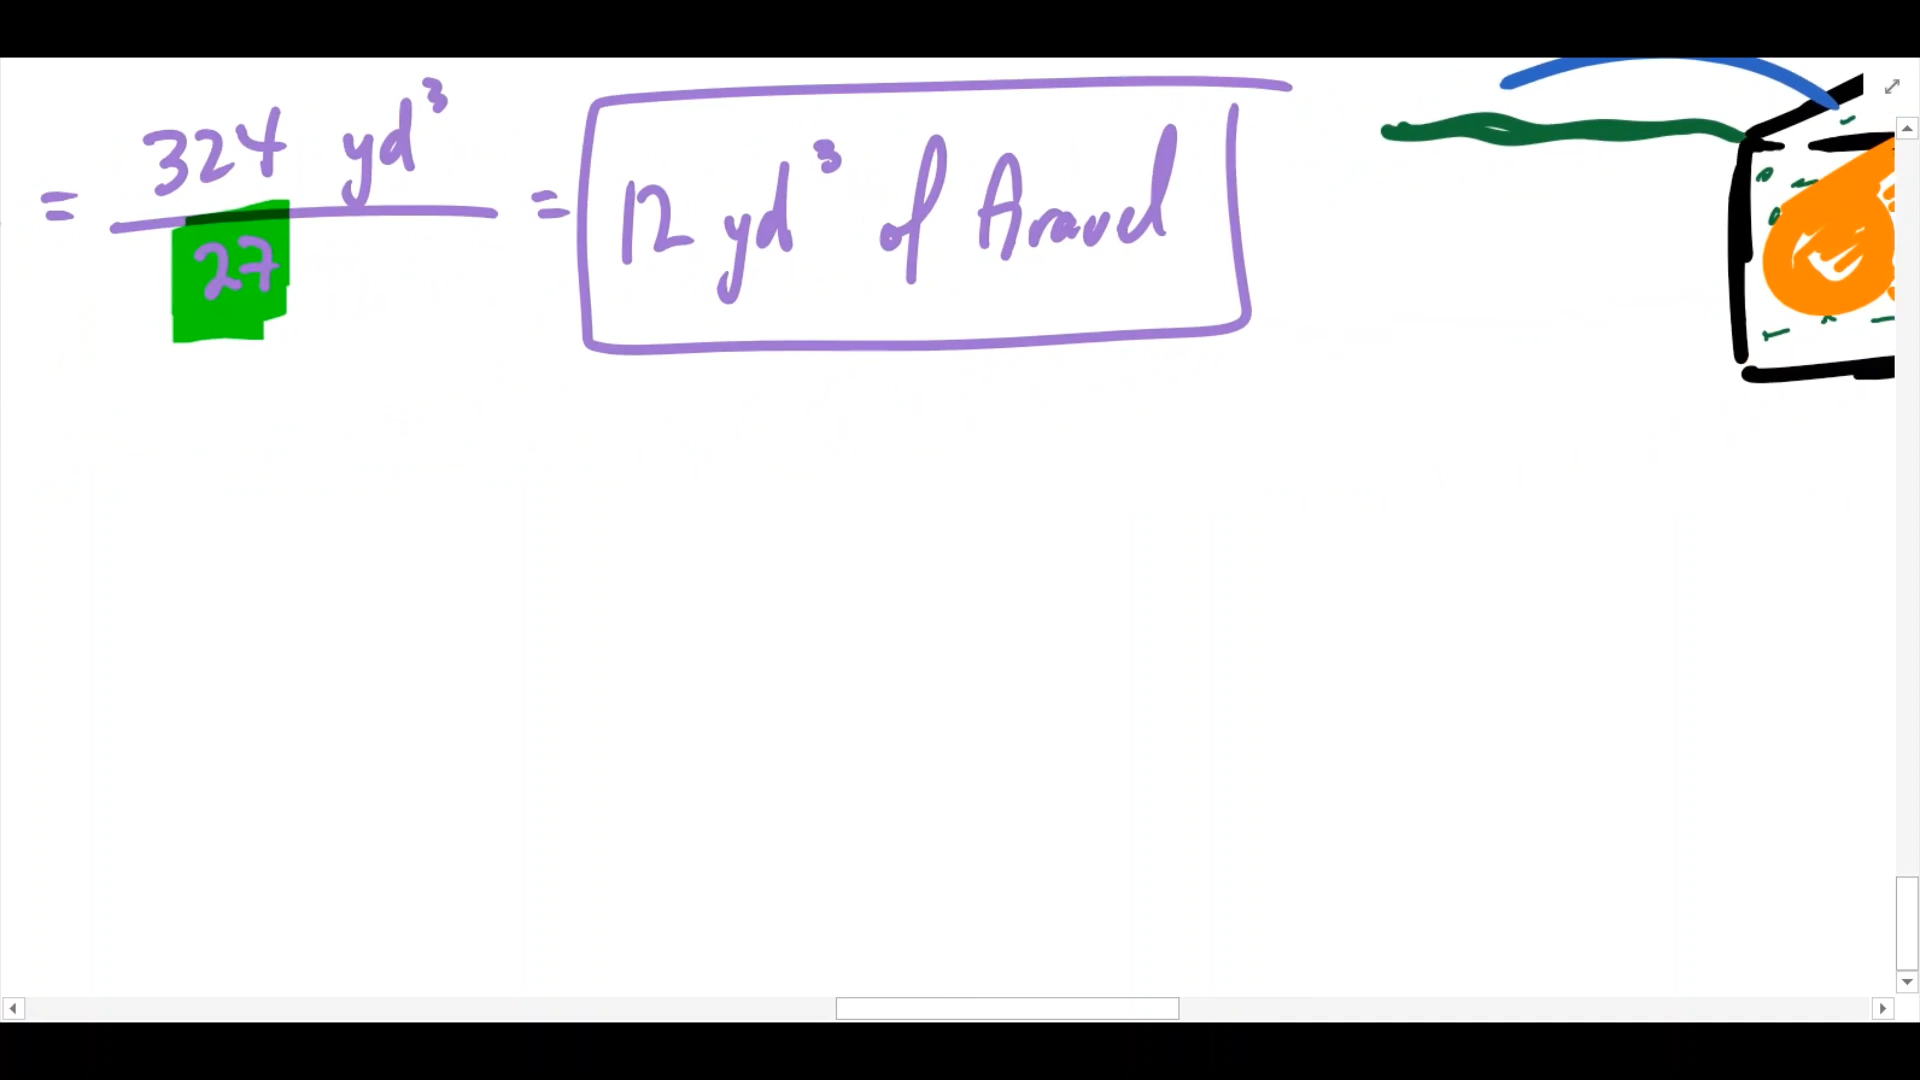 = 324 yd³ / 27 = 12 yd³ of Gravel